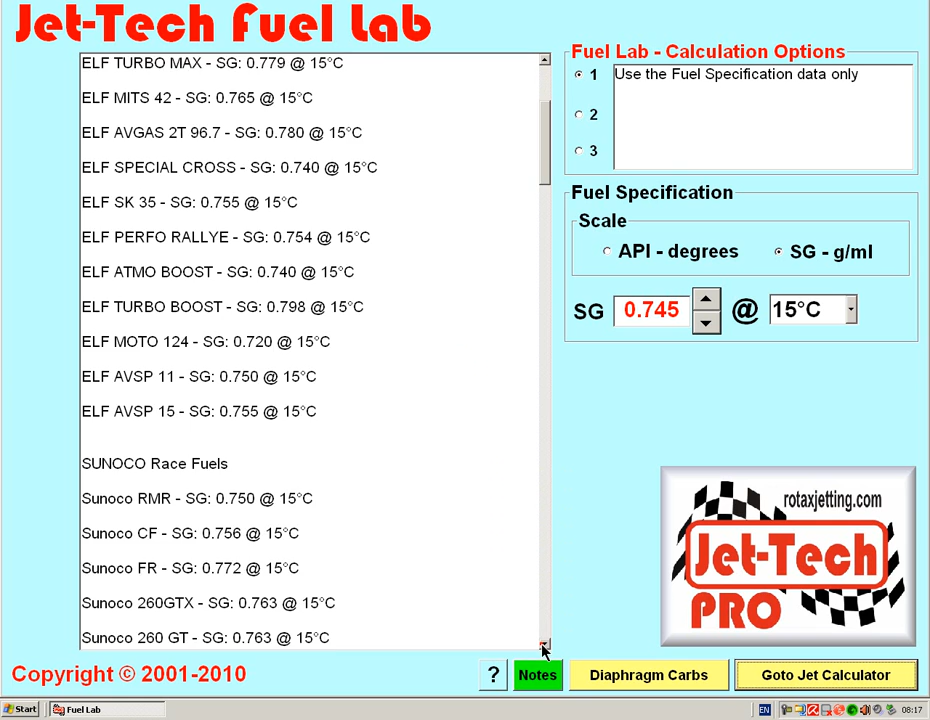 Jet-Tech Fuel Lab
ELF TURBO MAX - SG: 0.779 @ 15°C
ELF MITS 42 - SG: 0.765 @ 15°C
ELF AVGAS 2T 96.7 - SG: 0.780 @ 15°C
ELF SPECIAL CROSS - SG: 0.740 @ 15°C
ELF SK 35 - SG: 0.755 @ 15°C
ELF PERFO RALLYE - SG: 0.754 @ 15°C
ELF ATMO BOOST - SG: 0.740 @ 15°C
ELF TURBO BOOST - SG: 0.798 @ 15°C
ELF MOTO 124 - SG: 0.720 @ 15°C
ELF AVSP 11 - SG: 0.750 @ 15°C
ELF AVSP 15 - SG: 0.755 @ 15°C
SUNOCO Race Fuels
Sunoco RMR - SG: 0.750 @ 15°C
Sunoco CF - SG: 0.756 @ 15°C
Sunoco FR - SG: 0.772 @ 15°C
Sunoco 260GTX - SG: 0.763 @ 15°C
Sunoco 260 GT - SG: 0.763 @ 15°C
Fuel Lab - Calculation Options
1 Use the Fuel Specification data only
2
3
Fuel Specification
Scale
API - degrees SG - g/ml
SG 0.745 @ 15°C
rotaxjetting.com
Jet-Tech
PRO
Copyright © 2001-2010
? Notes Diaphragm Carbs Goto Jet Calculator
Start Fuel Lab EN 08:17